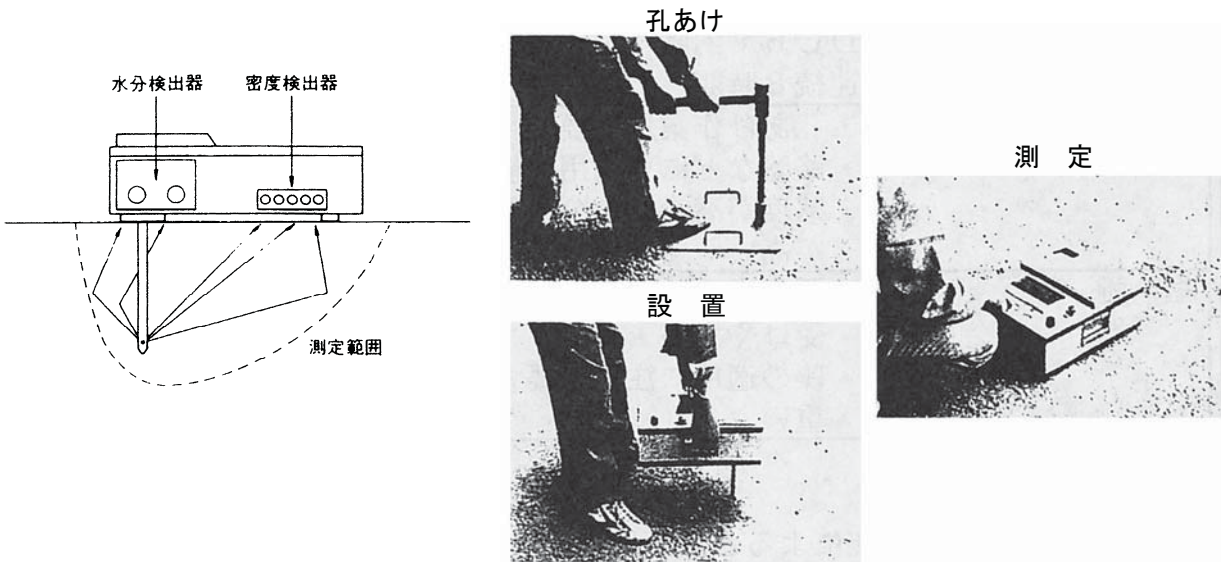 水分検出器
密度検出器
測定範囲
孔あけ
設 置
測 定